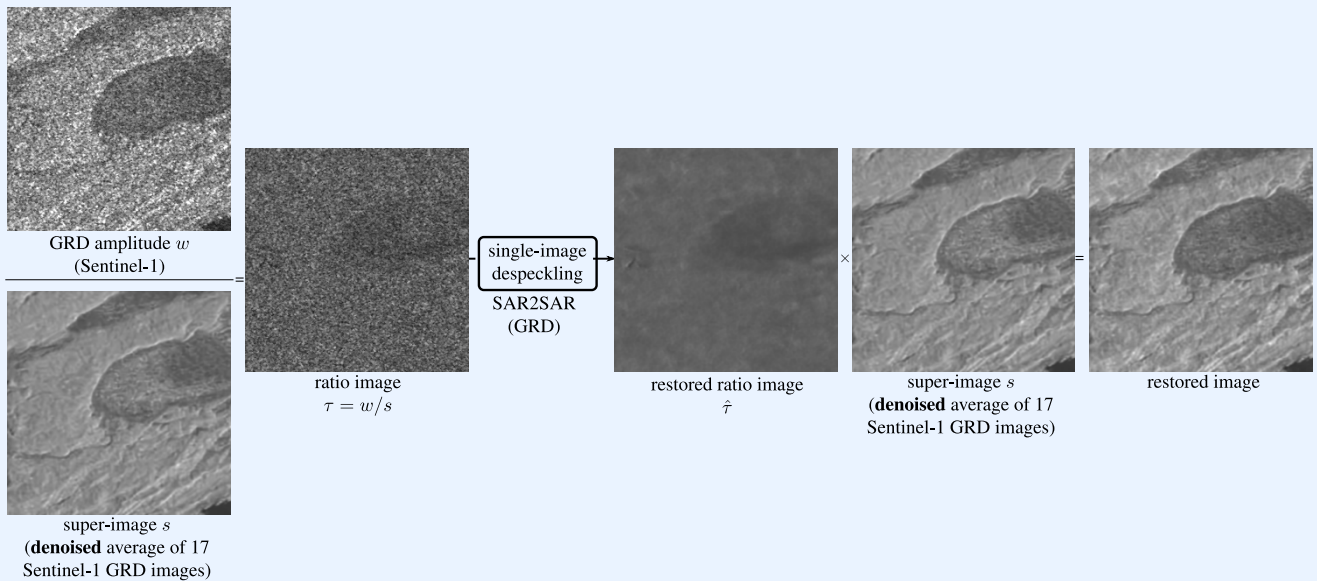 GRD amplitude w
(Sentinel-1)
super-image s
(denoised average of 17
Sentinel-1 GRD images)
=
ratio image
τ = w/s
single-image
despeckling
SAR2SAR
(GRD)
restored ratio image
τ̂
×
super-image s
(denoised average of 17
Sentinel-1 GRD images)
=
restored image